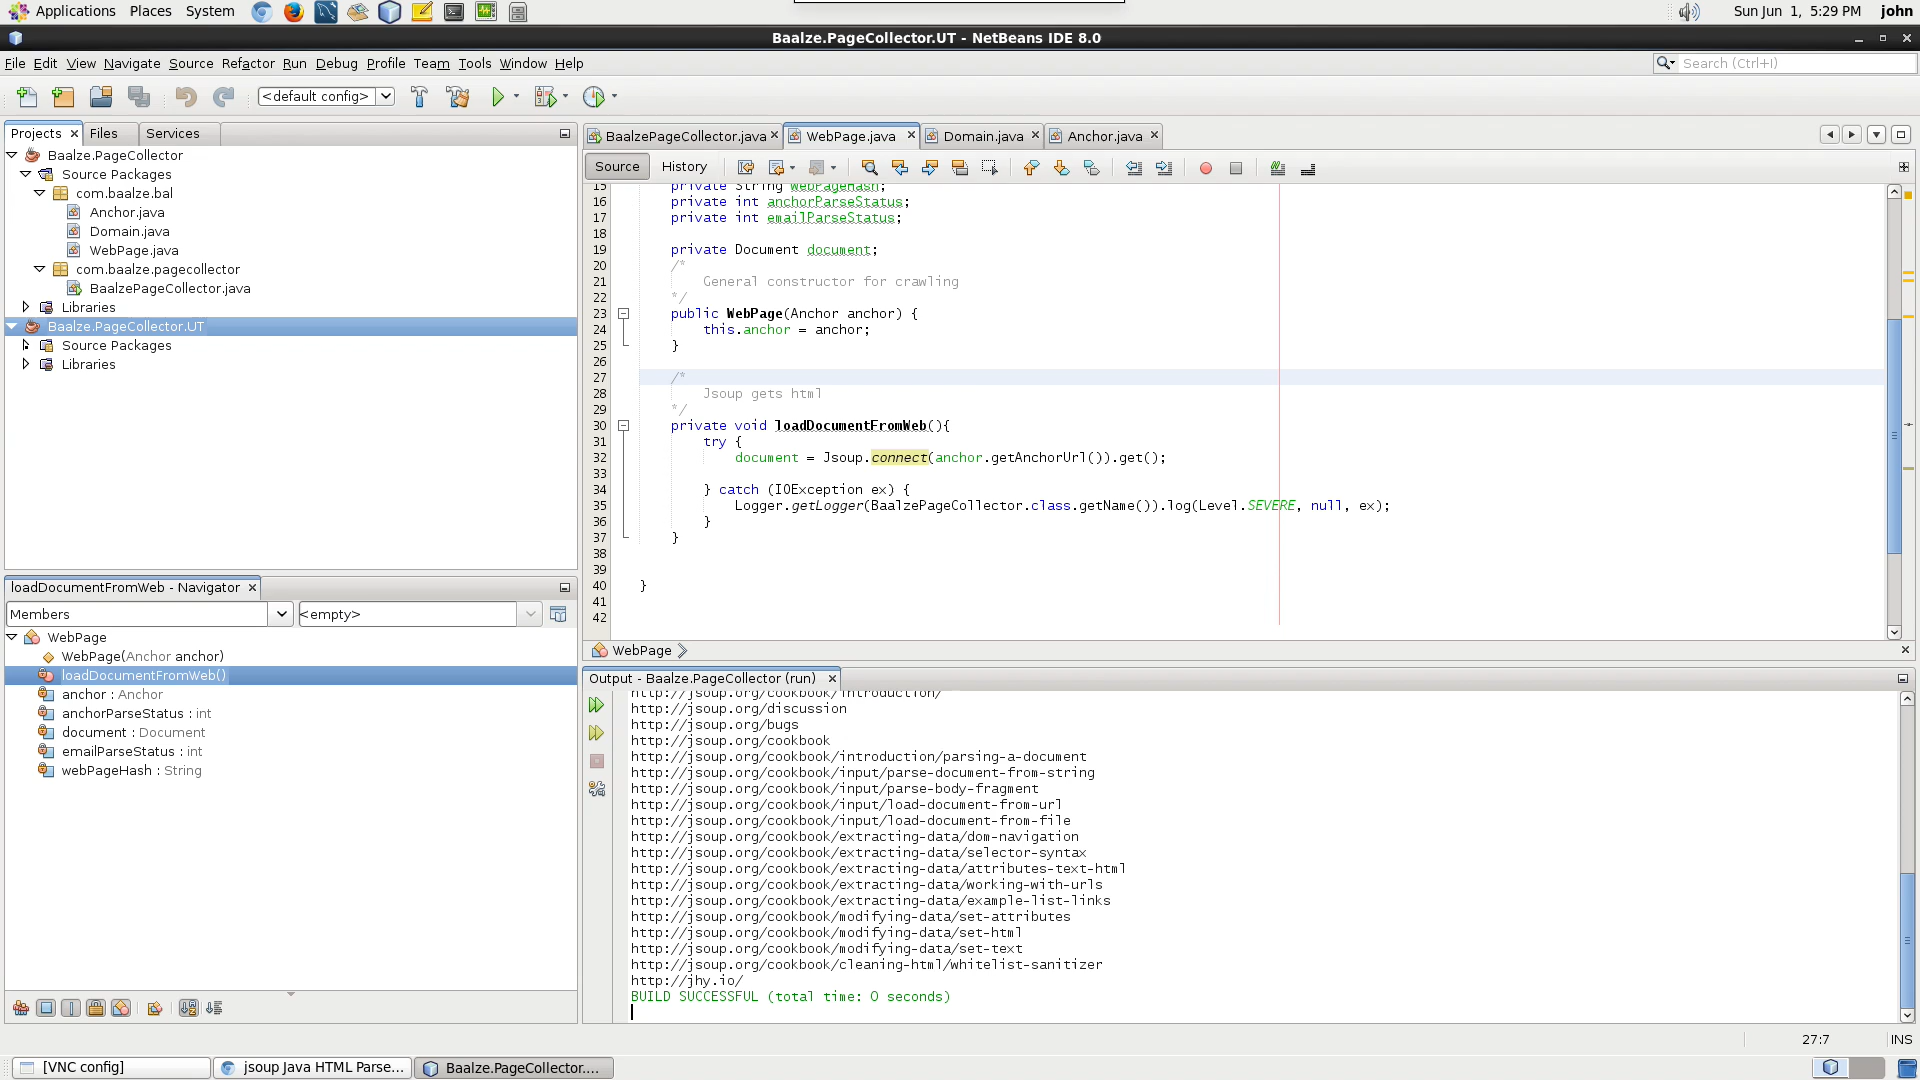 Applications Places System Sun Jun 1, 5:29 PM john
Baalze.PageCollector.UT - NetBeans IDE 8.0
File Edit View Navigate Source Refactor Run Debug Profile Team Tools Window Help Search (Ctrl+I)
<default config>
Projects Files Services
Baalze.PageCollector
Source Packages
com.baalze.bal
Anchor.java
Domain.java
WebPage.java
com.baalze.pagecollector
BaalzePageCollector.java
Libraries
Baalze.PageCollector.UT
Source Packages
Libraries
loadDocumentFromWeb - Navigator
Members <empty>
WebPage
WebPage(Anchor anchor)
loadDocumentFromWeb()
anchor : Anchor
anchorParseStatus : int
document : Document
emailParseStatus : int
webPageHash : String
BaalzePageCollector.java WebPage.java Domain.java Anchor.java
Source History
15 private String webPageHash;
16 private int anchorParseStatus;
17 private int emailParseStatus;
18
19 private Document document;
20 /*
21 General constructor for crawling
22 */
23 public WebPage(Anchor anchor) {
24 this.anchor = anchor;
25 }
26
27 /*
28 Jsoup gets html
29 */
30 private void loadDocumentFromWeb(){
31 try {
32 document = Jsoup.connect(anchor.getAnchorUrl()).get();
33
34 } catch (IOException ex) {
35 Logger.getLogger(BaalzePageCollector.class.getName()).log(Level.SEVERE, null, ex);
36 }
37 }
38
39
40 }
41
42
WebPage
Output - Baalze.PageCollector (run)
http://jsoup.org/cookbook/introduction/
http://jsoup.org/discussion
http://jsoup.org/bugs
http://jsoup.org/cookbook
http://jsoup.org/cookbook/introduction/parsing-a-document
http://jsoup.org/cookbook/input/parse-document-from-string
http://jsoup.org/cookbook/input/parse-body-fragment
http://jsoup.org/cookbook/input/load-document-from-url
http://jsoup.org/cookbook/input/load-document-from-file
http://jsoup.org/cookbook/extracting-data/dom-navigation
http://jsoup.org/cookbook/extracting-data/selector-syntax
http://jsoup.org/cookbook/extracting-data/attributes-text-html
http://jsoup.org/cookbook/extracting-data/working-with-urls
http://jsoup.org/cookbook/extracting-data/example-list-links
http://jsoup.org/cookbook/modifying-data/set-attributes
http://jsoup.org/cookbook/modifying-data/set-html
http://jsoup.org/cookbook/modifying-data/set-text
http://jsoup.org/cookbook/cleaning-html/whitelist-sanitizer
http://jhy.io/
BUILD SUCCESSFUL (total time: 0 seconds)
27:7 INS
[VNC config] jsoup Java HTML Parse... Baalze.PageCollector....